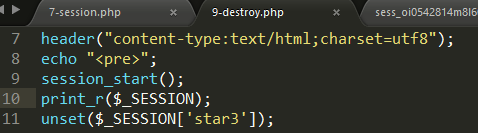 7-session.php × 9-destroy.php × sess_oi0542814m8l6
7 header("content-type:text/html;charset=utf8");
8 echo "<pre>";
9 session_start();
10 print_r($_SESSION);
11 unset($_SESSION['star3']);